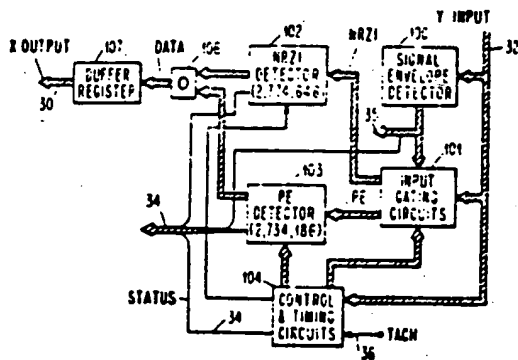 X OUTPUT
30
107
BUFFER
REGISTER
DATA
106
O
102
NRZI
DETECTOR
(2,774,646)
NRZI
100
SIGNAL
ENVELOPE
DETECTOR
Y INPUT
32
35
101
INPUT
GATING
CIRCUITS
103
PE
DETECTOR
(2,734,186)
PE
34
STATUS
34
104
CONTROL
& TIMING
CIRCUITS
TACH
36